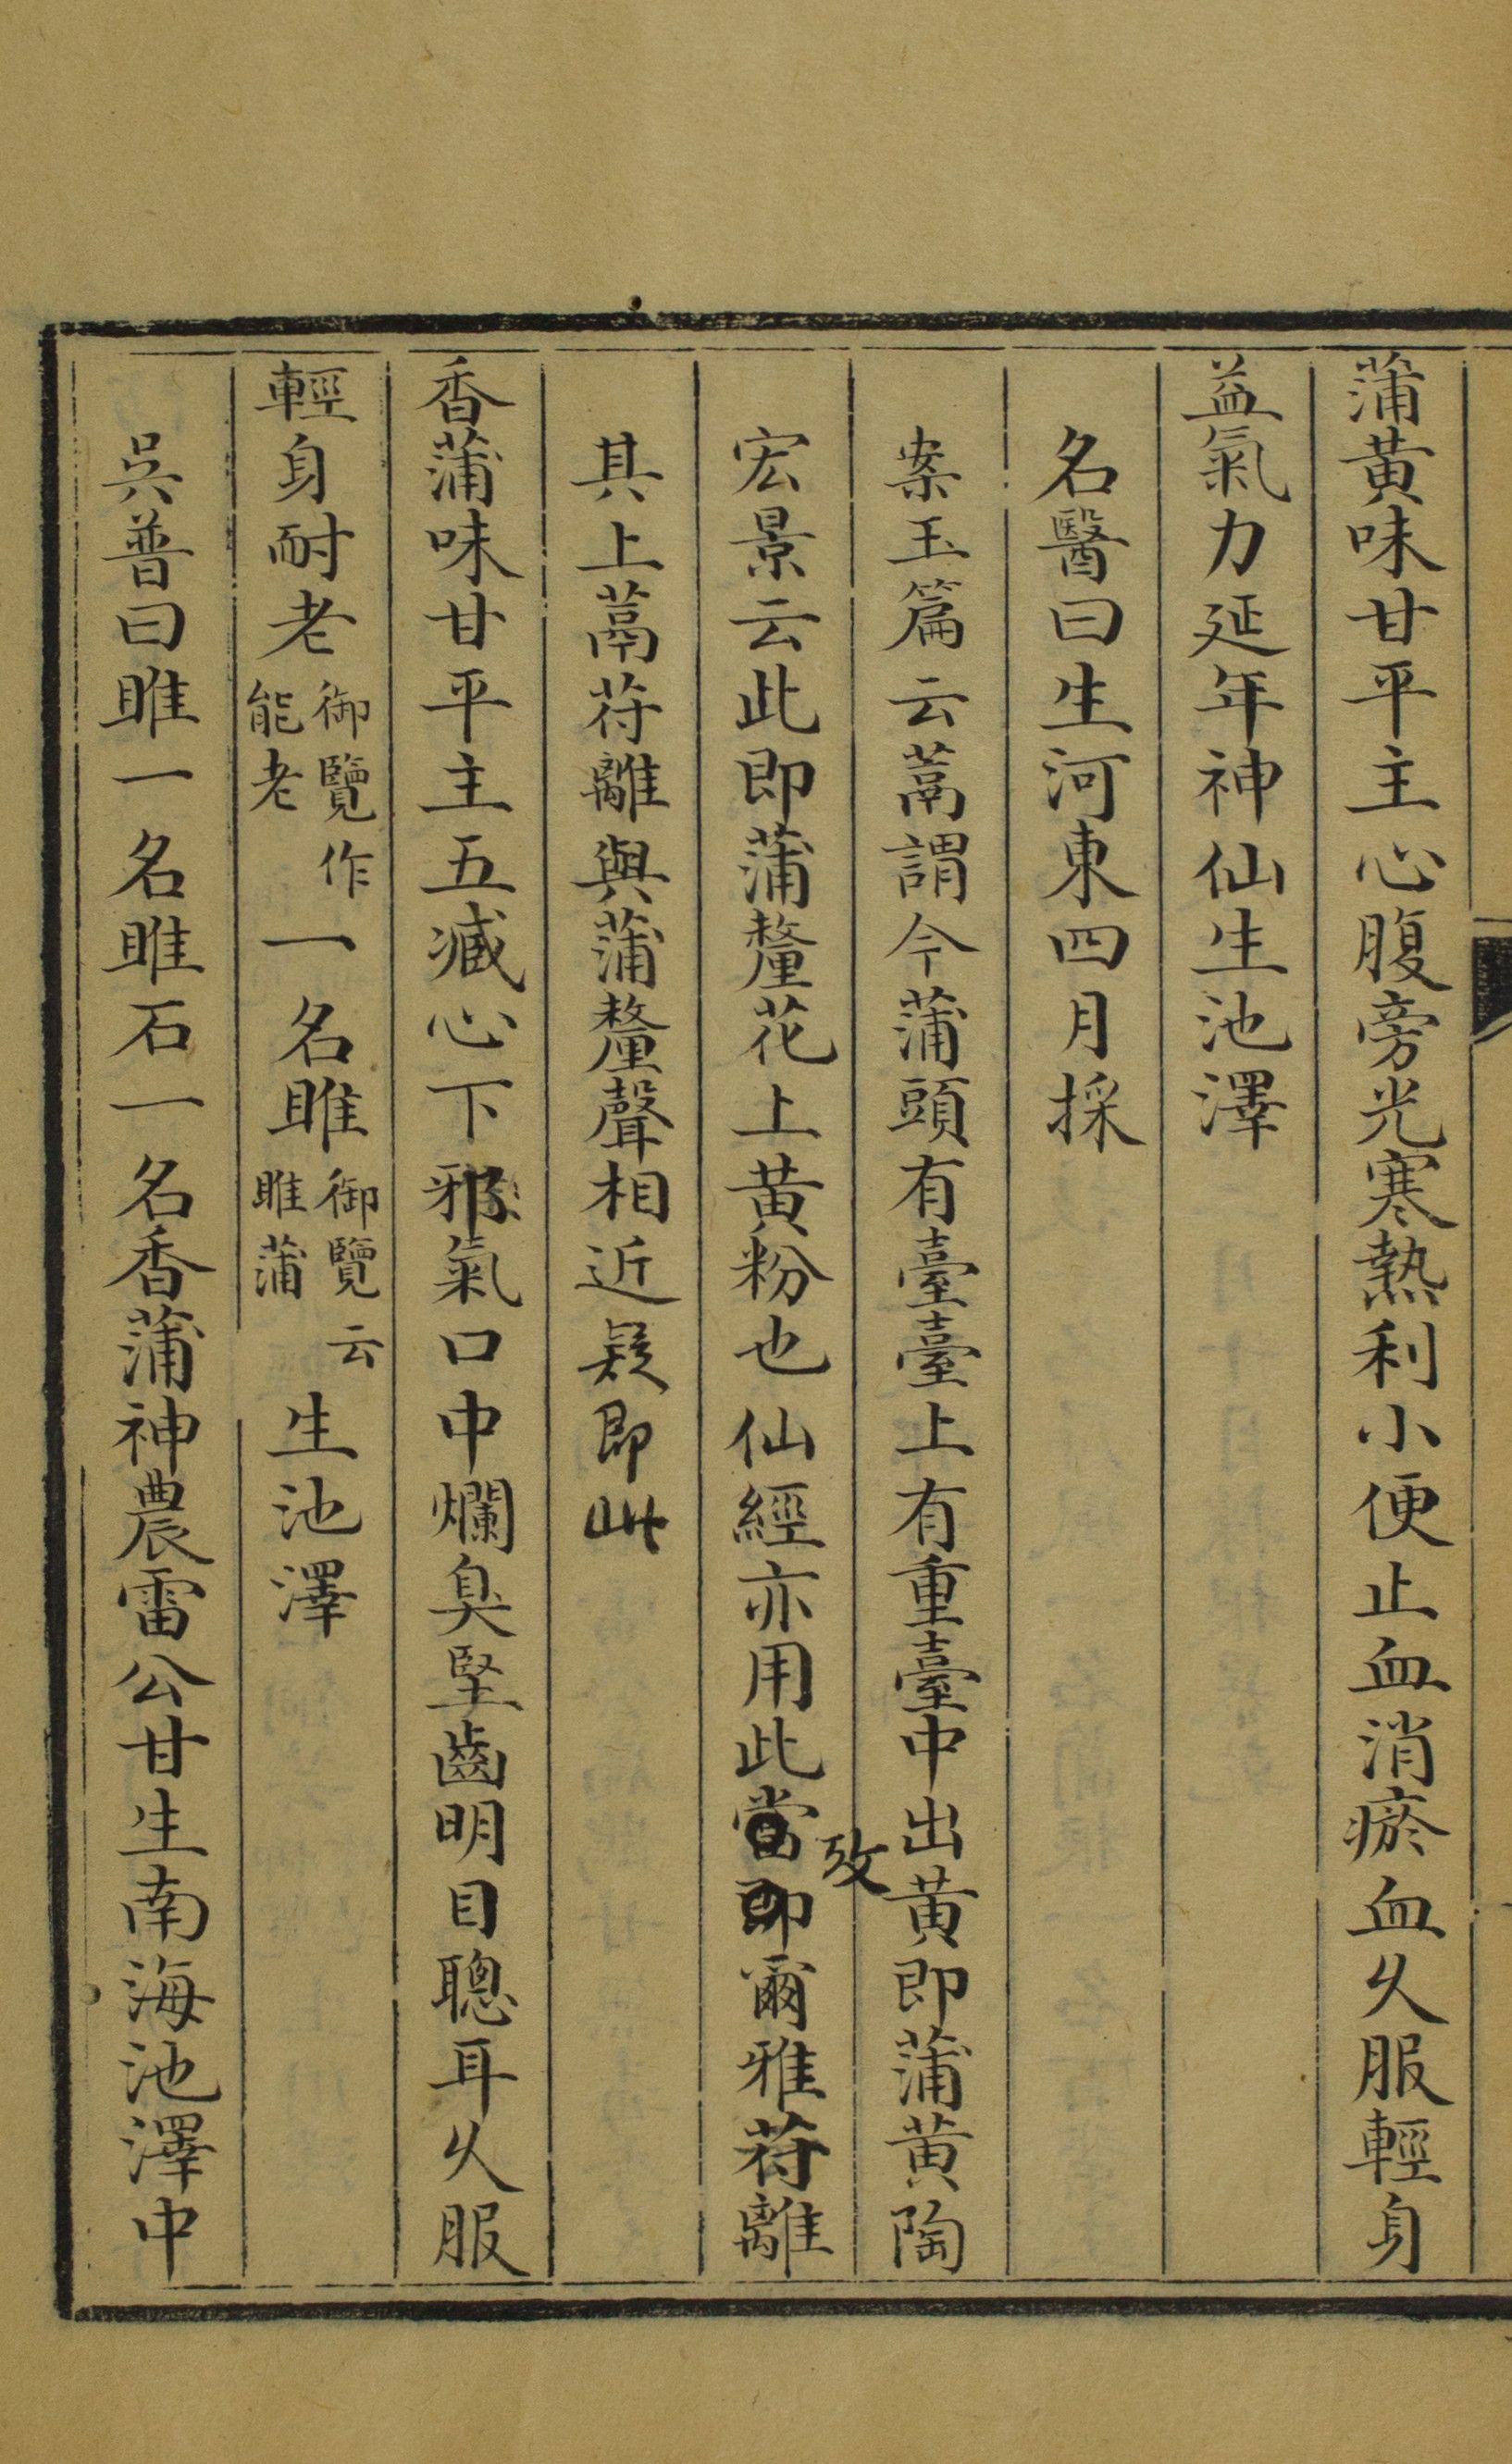 蒲黃味甘平主心腹旁光寒熱利小便止血消瘀血久服輕身
益氣力延年神仙生池澤
名醫曰生河東四月採
案玉篇云蒚謂今蒲頭有臺臺上有重臺中出黃即蒲黃陶
宏景云此即蒲釐花上黃粉也仙經亦用此當即爾雅苻離
攷
其上蒚苻離與蒲釐聲相近疑即此
香蒲味甘平主五臧心下邪氣口中爛臭堅齒明目聰耳久服
輕身耐老御覽作能老一名睢御覽云睢蒲生池澤
吳普曰睢一名睢石一名香蒲神農雷公甘生南海池澤中